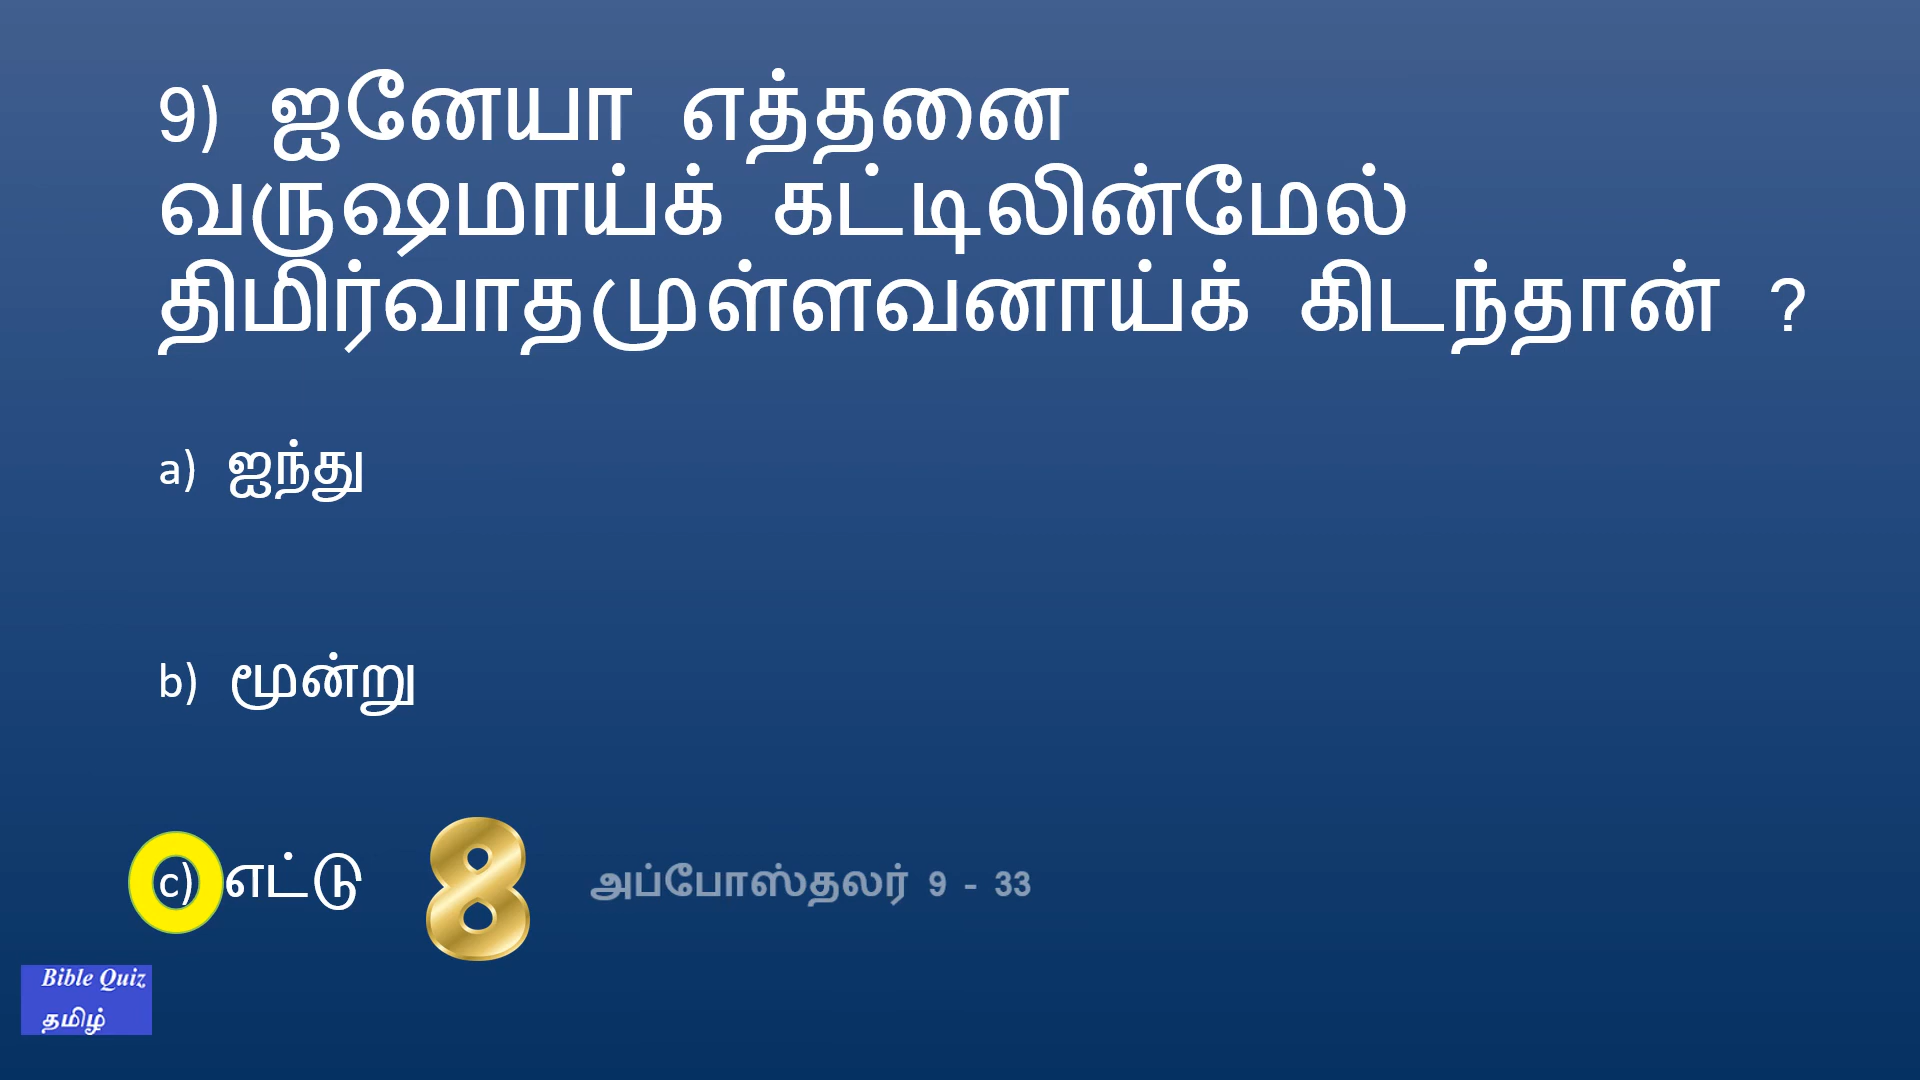 9) ஐனேயா எத்தனை
வருஷமாய்க் கட்டிலின்மேல்
திமிர்வாதமுள்ளவனாய்க் கிடந்தான் ?
a) ஐந்து
b) மூன்று
c) எட்டு 8 அப்போஸ்தலர் 9 - 33
Bible Quiz
தமிழ்